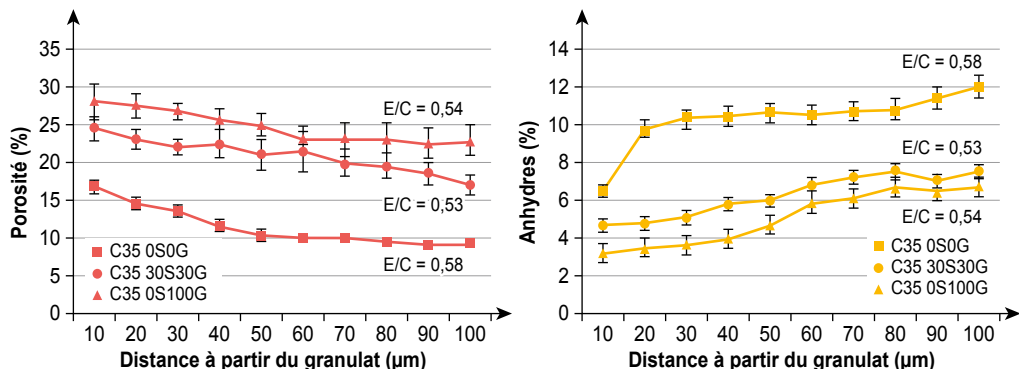 35
30
25
20
15
10
5
0
Porosité (%)
E/C = 0,54
E/C = 0,53
E/C = 0,58
C35 0S0G
C35 30S30G
C35 0S100G
10 20 30 40 50 60 70 80 90 100
Distance à partir du granulat (µm)
14
12
10
8
6
4
2
0
Anhydres (%)
E/C = 0,58
E/C = 0,53
E/C = 0,54
C35 0S0G
C35 30S30G
C35 0S100G
10 20 30 40 50 60 70 80 90 100
Distance à partir du granulat (µm)